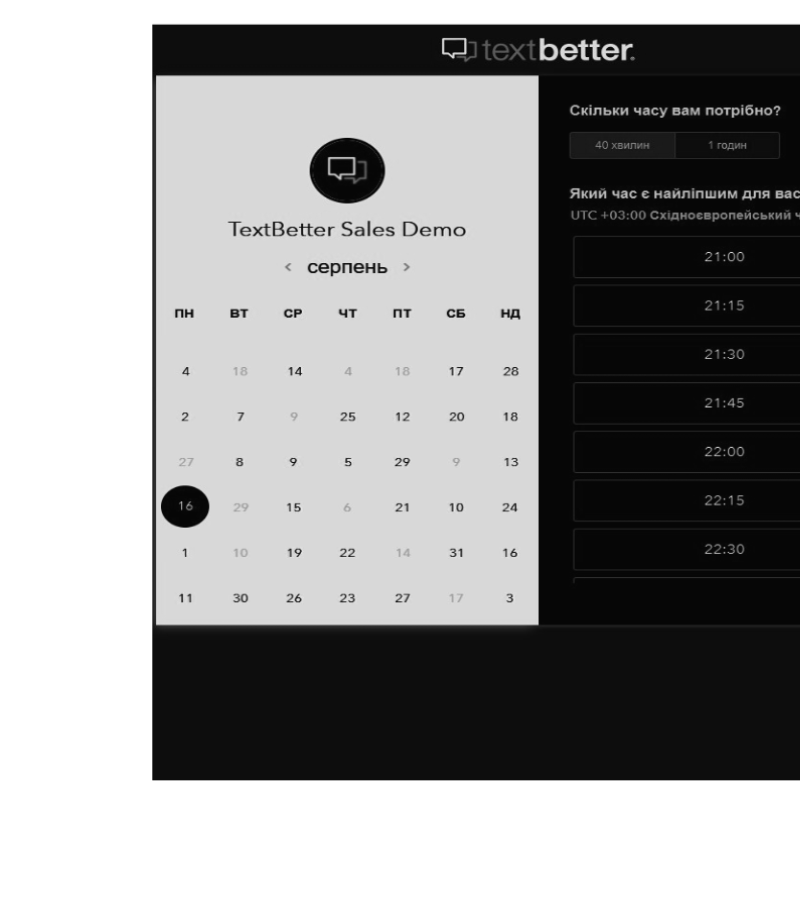 textbetter.
TextBetter Sales Demo
‹ серпень ›
ПН ВТ СР ЧТ ПТ СБ НД
4 18 14 4 18 17 28
2 7 9 25 12 20 18
27 8 9 5 29 9 13
16 29 15 6 21 10 24
1 10 19 22 14 31 16
11 30 26 23 27 17 3
Скільки часу вам потрібно?
40 хвилин 1 годин
Який час є найліпшим для вас
UTC +03:00 Східноєвропейський ч
21:00
21:15
21:30
21:45
22:00
22:15
22:30